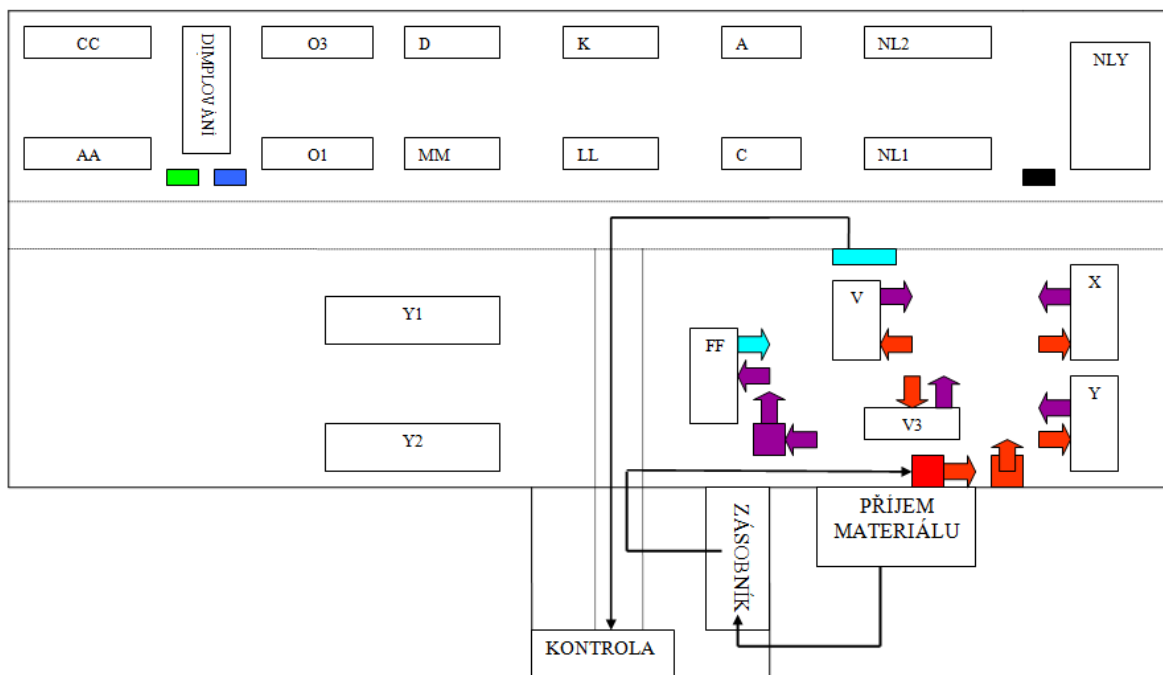 CC
DIMPLOVÁNÍ
O3
D
K
A
NL2
NLY
AA
O1
MM
LL
C
NL1
Y1
Y2
FF
V
X
V3
Y
ZÁSOBNÍK
PŘÍJEM
MATERIÁLU
KONTROLA